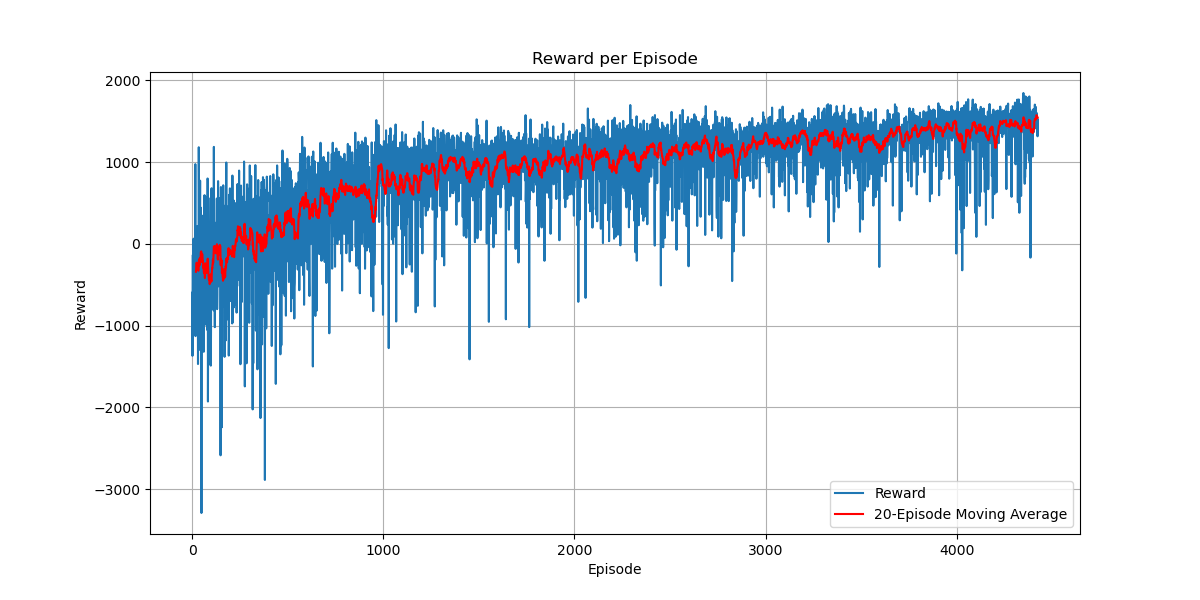 Reward per Episode
2000
1000
0
−1000
−2000
−3000
Reward
0
1000
2000
3000
4000
Episode
Reward
20-Episode Moving Average